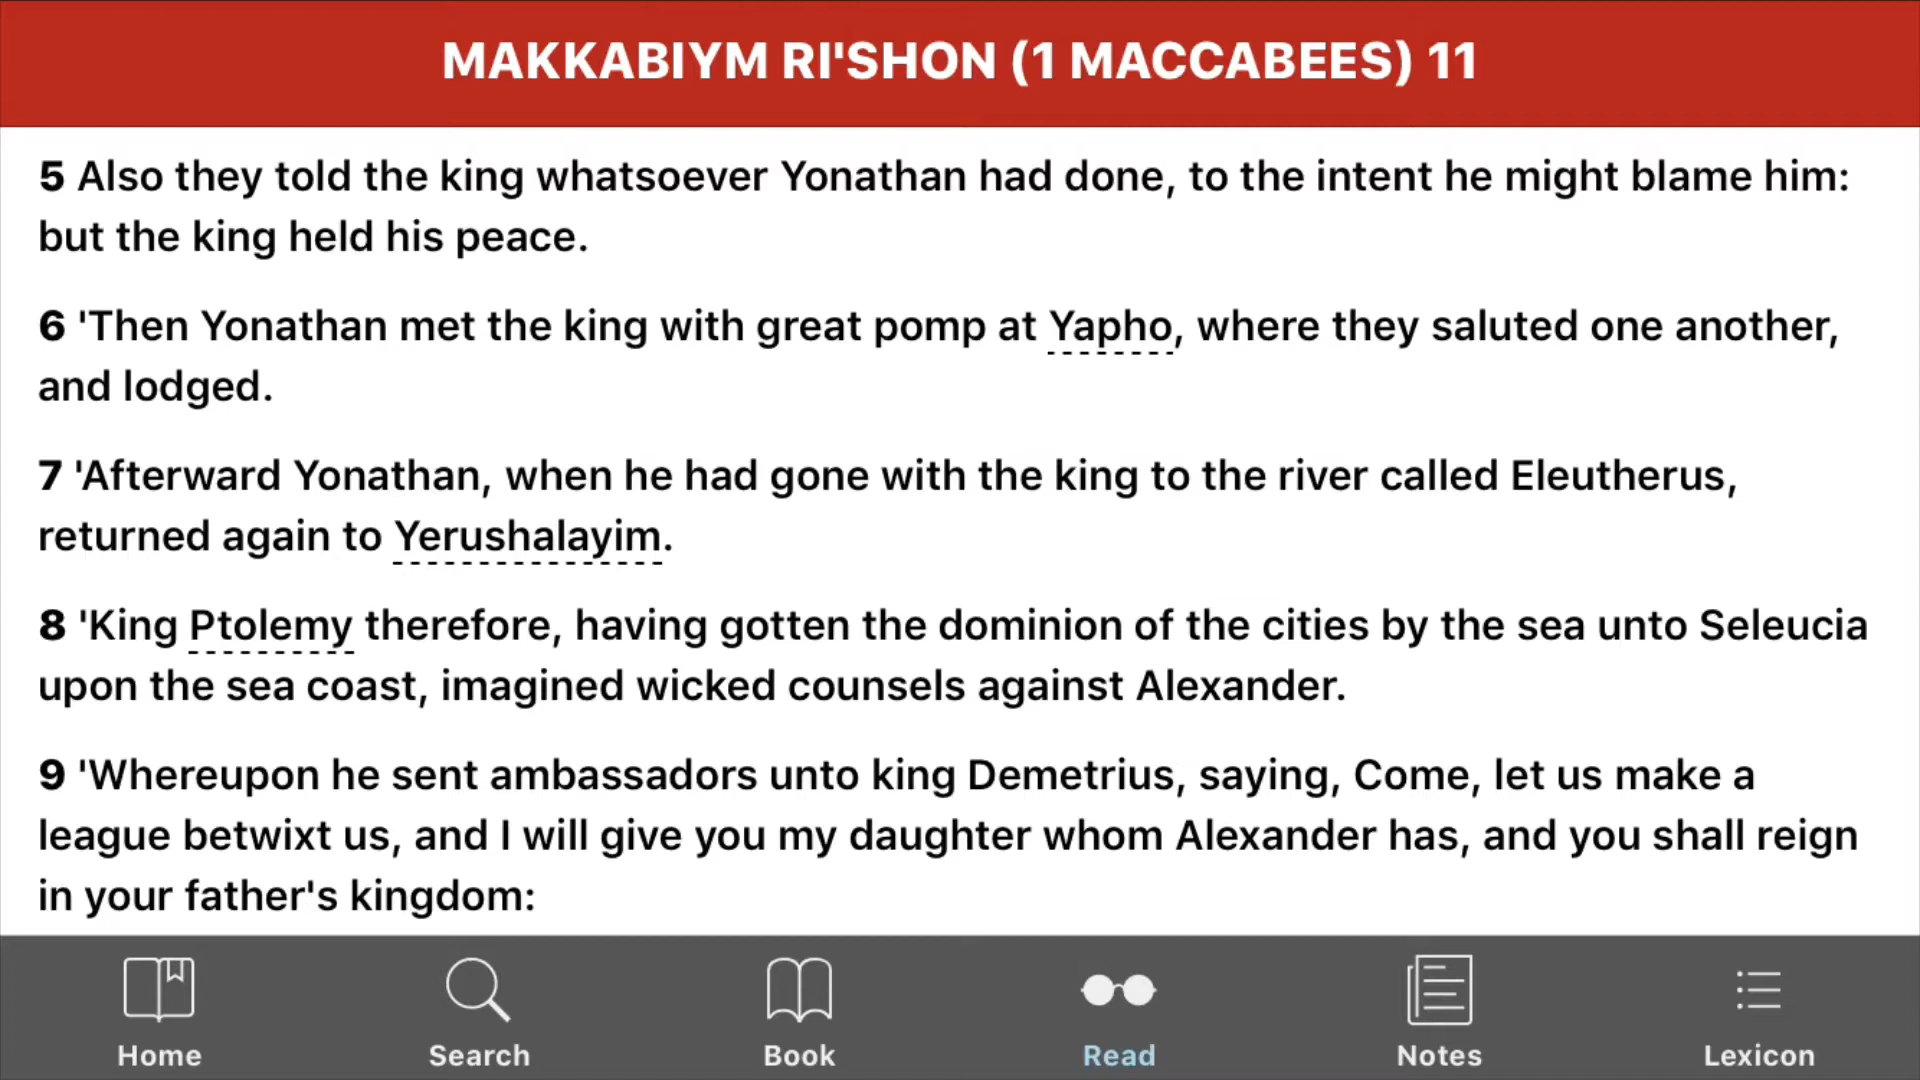 MAKKABIYM RI'SHON (1 MACCABEES) 11
5 Also they told the king whatsoever Yonathan had done, to the intent he might blame him:
but the king held his peace.
6 'Then Yonathan met the king with great pomp at Yapho, where they saluted one another,
and lodged.
7 'Afterward Yonathan, when he had gone with the king to the river called Eleutherus,
returned again to Yerushalayim.
8 'King Ptolemy therefore, having gotten the dominion of the cities by the sea unto Seleucia
upon the sea coast, imagined wicked counsels against Alexander.
9 'Whereupon he sent ambassadors unto king Demetrius, saying, Come, let us make a
league betwixt us, and I will give you my daughter whom Alexander has, and you shall reign
in your father's kingdom:
Home Search Book Read Notes Lexicon